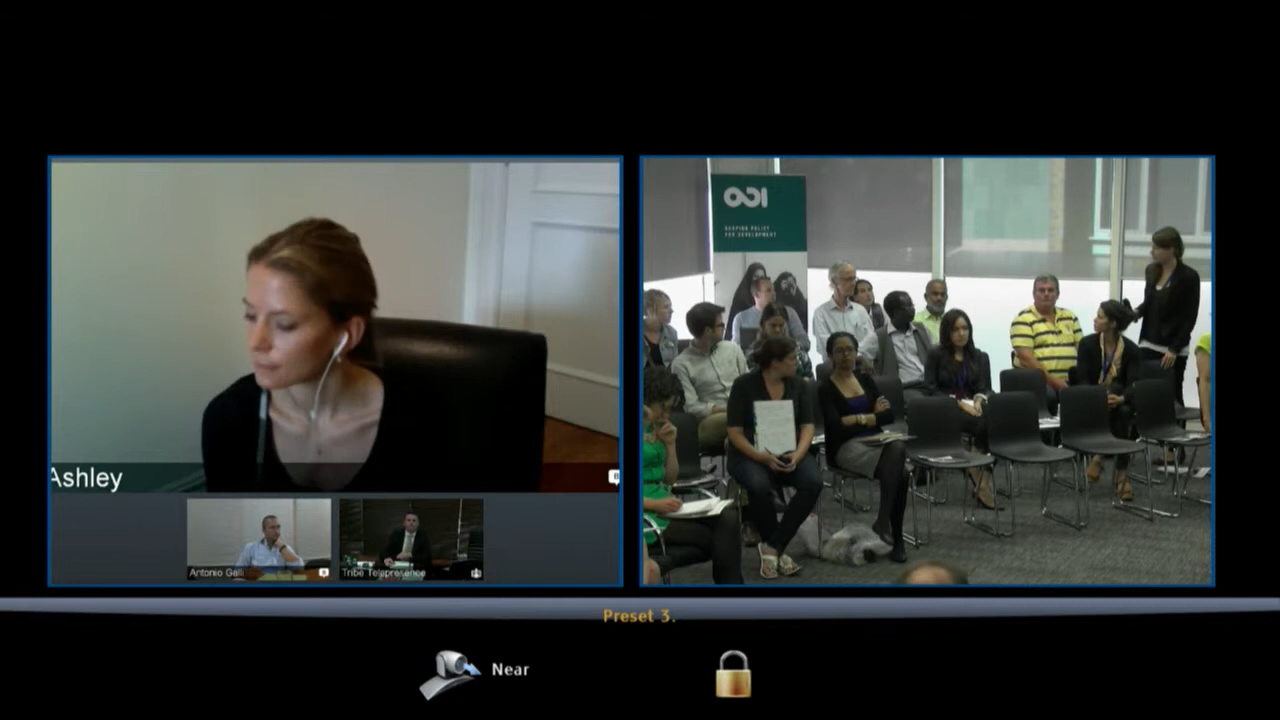 ODI
SHAPING POLICY
FOR DEVELOPMENT
Ashley
Antonio Galli
Tribe Telepresence
Preset 3.
Near